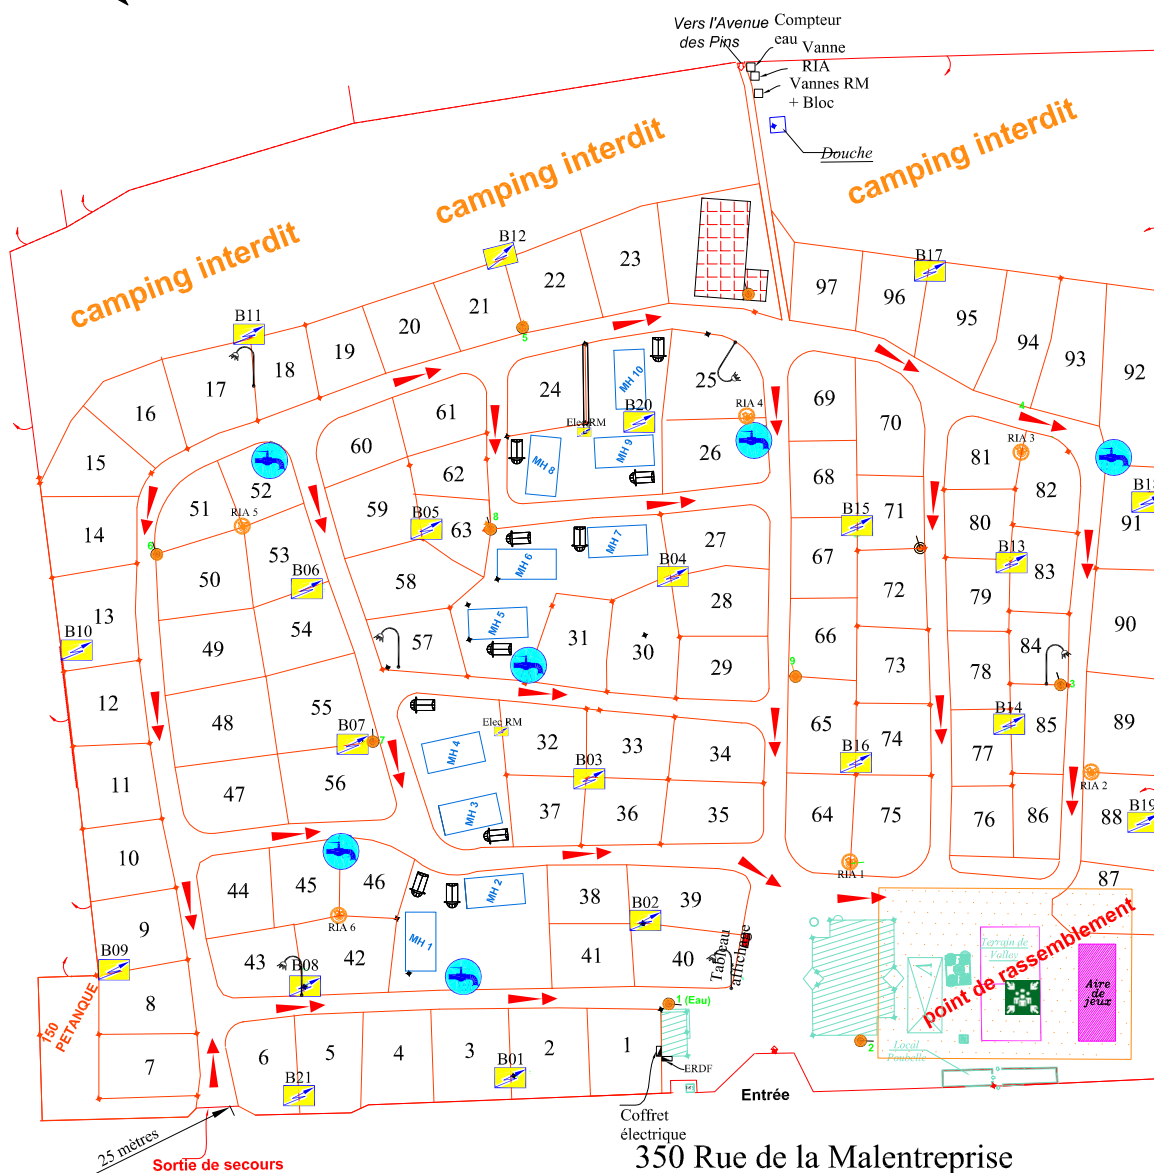 Vers l'Avenue
des Pins
Compteur
eau
Vanne
RIA
Vannes RM
+ Bloc
Douche
camping interdit
camping interdit
camping interdit
B12
B17
B11
23
22
21
20
19
18
17
16
15
14
13
12
11
10
9
8
7
97
96
95
94
93
92
5
4
24
MH 10
25
B20
Elec RM
MH 8
MH 9
RIA 4
26
61
60
62
59
B05
63
8
58
57
51
52
RIA 5
6
50
53
B06
54
49
48
55
B07
7
47
56
B10
MH 6
MH 7
MH 5
27
B04
28
29
30
31
69
70
68
B15
71
67
72
66
73
9
65
74
B16
64
75
RIA 1
81
RIA 3
82
80
B13
83
79
84
78
3
B14
85
77
76
86
B18
91
90
89
RIA 2
88
B19
87
Elec RM
MH 4
MH 3
32
33
34
B03
37
36
35
44
45
46
RIA 6
43
42
B08
MH 2
MH 1
38
39
B02
41
40
Tableau
affichage
B09
150
PETANQUE
6
5
4
3
2
1
B21
B01
1 (Eau)
ERDF
Coffret
électrique
2
Terrain de
Volley
Aire
de
jeux
point de rassemblement
Local
Poubelle
Entrée
25 mètres
Sortie de secours
350 Rue de la Malentreprise